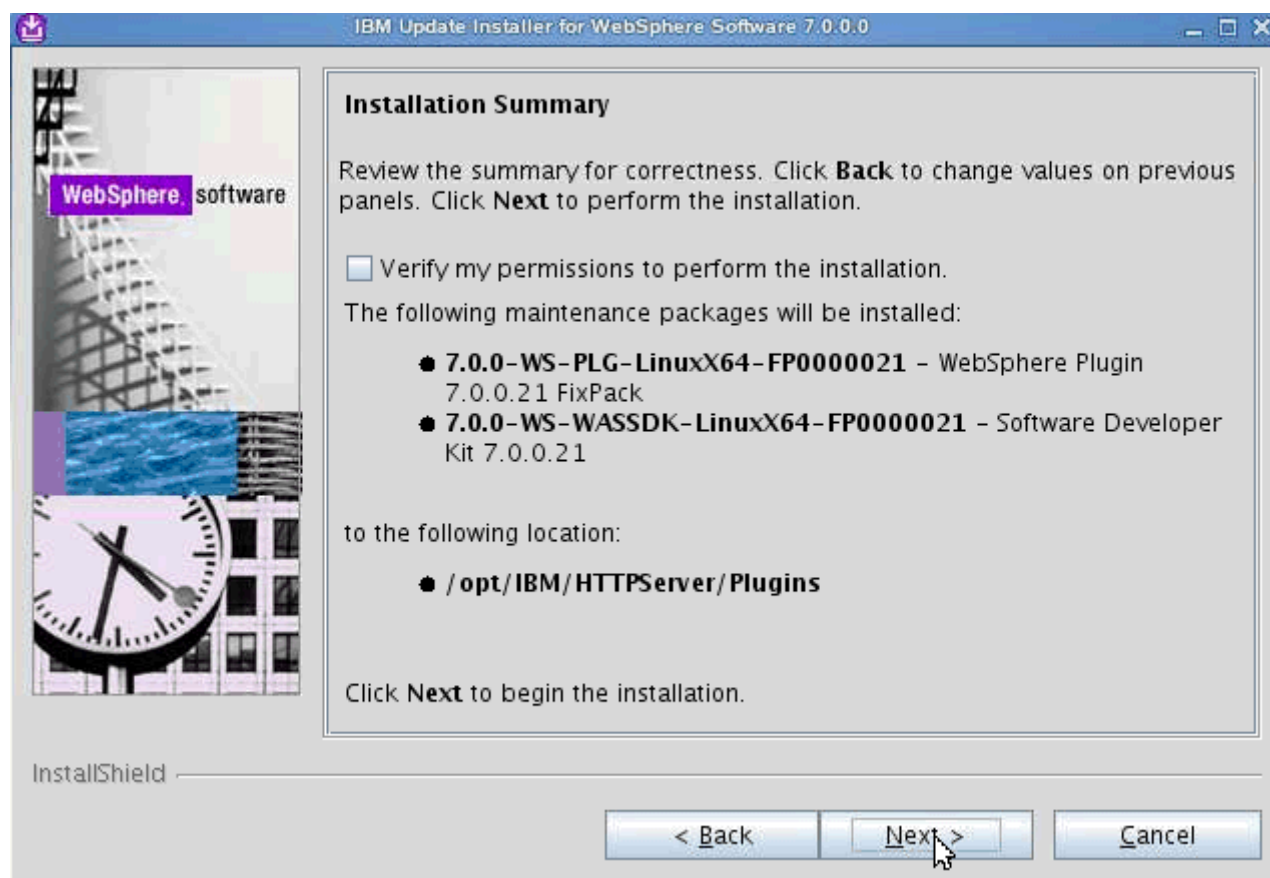 IBM Update Installer for WebSphere Software 7.0.0.0
WebSphere. software
Installation Summary
Review the summary for correctness. Click Back to change values on previous
panels. Click Next to perform the installation.
Verify my permissions to perform the installation.
The following maintenance packages will be installed:
● 7.0.0-WS-PLG-LinuxX64-FP0000021 – WebSphere Plugin
7.0.0.21 FixPack
● 7.0.0-WS-WASSDK-LinuxX64-FP0000021 – Software Developer
Kit 7.0.0.21
to the following location:
● /opt/IBM/HTTPServer/Plugins
Click Next to begin the installation.
InstallShield
< Back
Next >
Cancel